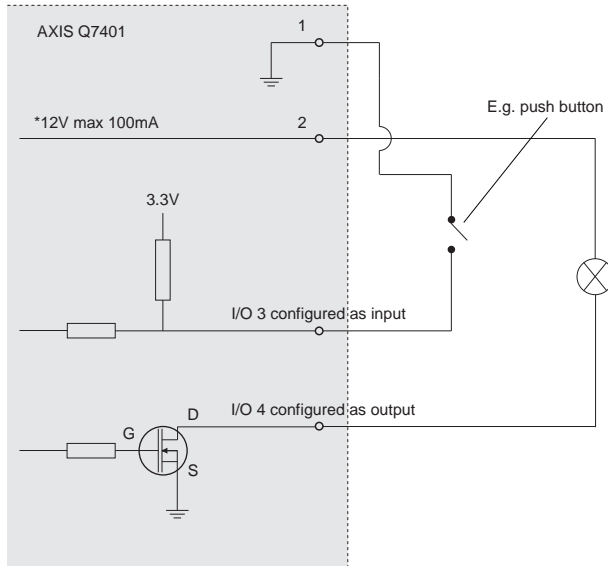 AXIS Q7401
1
*12V max 100mA
2
E.g. push button
3.3V
I/O 3 configured as input
I/O 4 configured as output
D
G
S